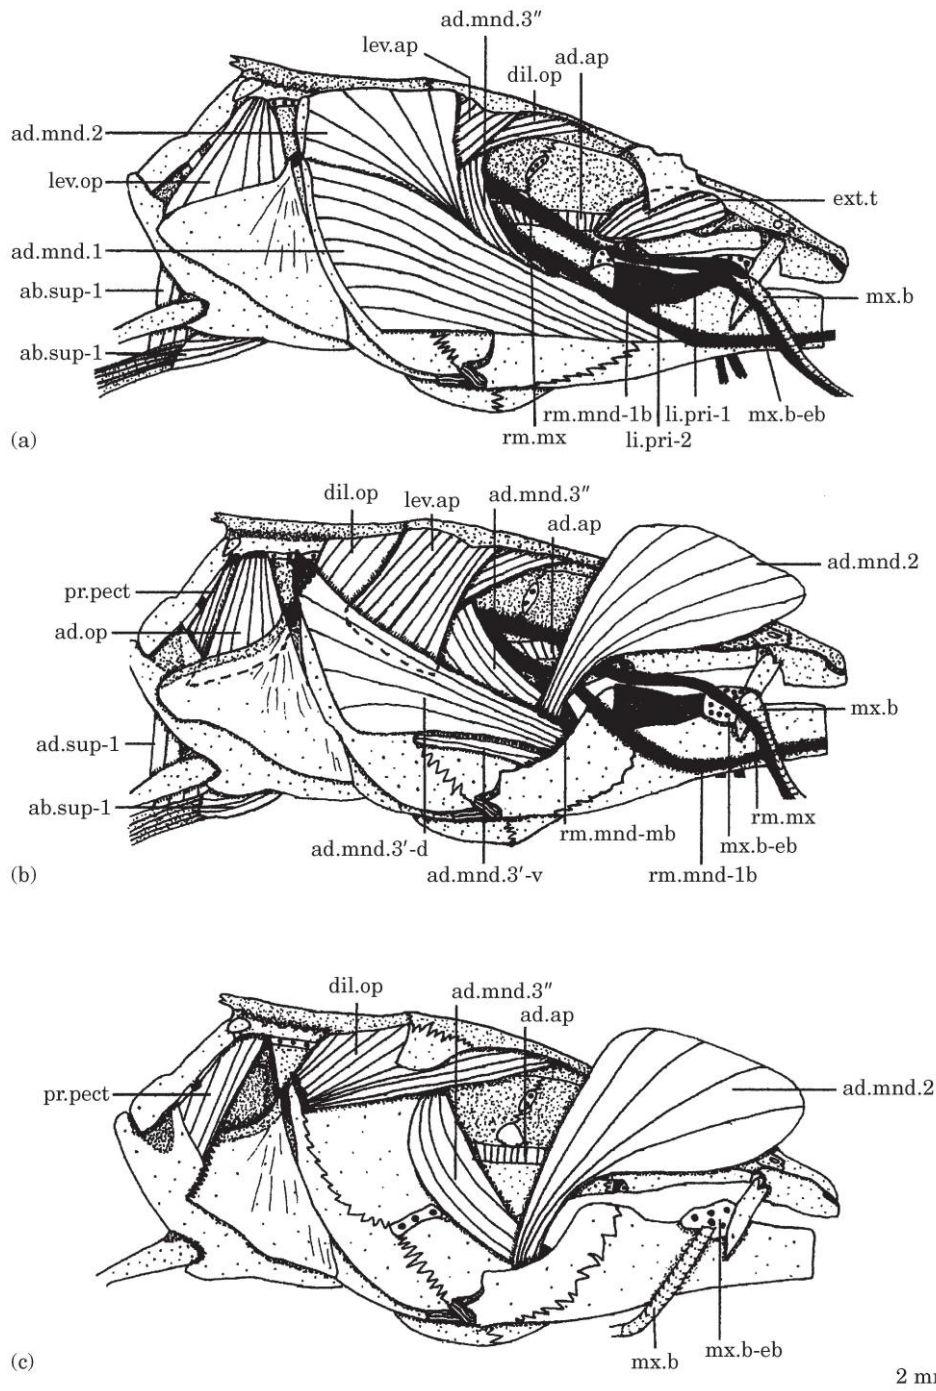 ad.mnd.3″
lev.ap
ad.ap
dil.op
ad.mnd.2
lev.op
ext.t
ad.mnd.1
ab.sup-1
mx.b
ab.sup-1
rm.mnd-1b li.pri-1 mx.b-eb
(a)
rm.mx
li.pri-2
dil.op
lev.ap
ad.mnd.3″
ad.ap
ad.mnd.2
pr.pect
ad.op
mx.b
ad.sup-1
ab.sup-1
rm.mx
rm.mnd-mb
mx.b-eb
ad.mnd.3′-d
(b)
ad.mnd.3′-v
rm.mnd-1b
dil.op
ad.mnd.3″
ad.ap
ad.mnd.2
pr.pect
mx.b
mx.b-eb
(c)
2 m